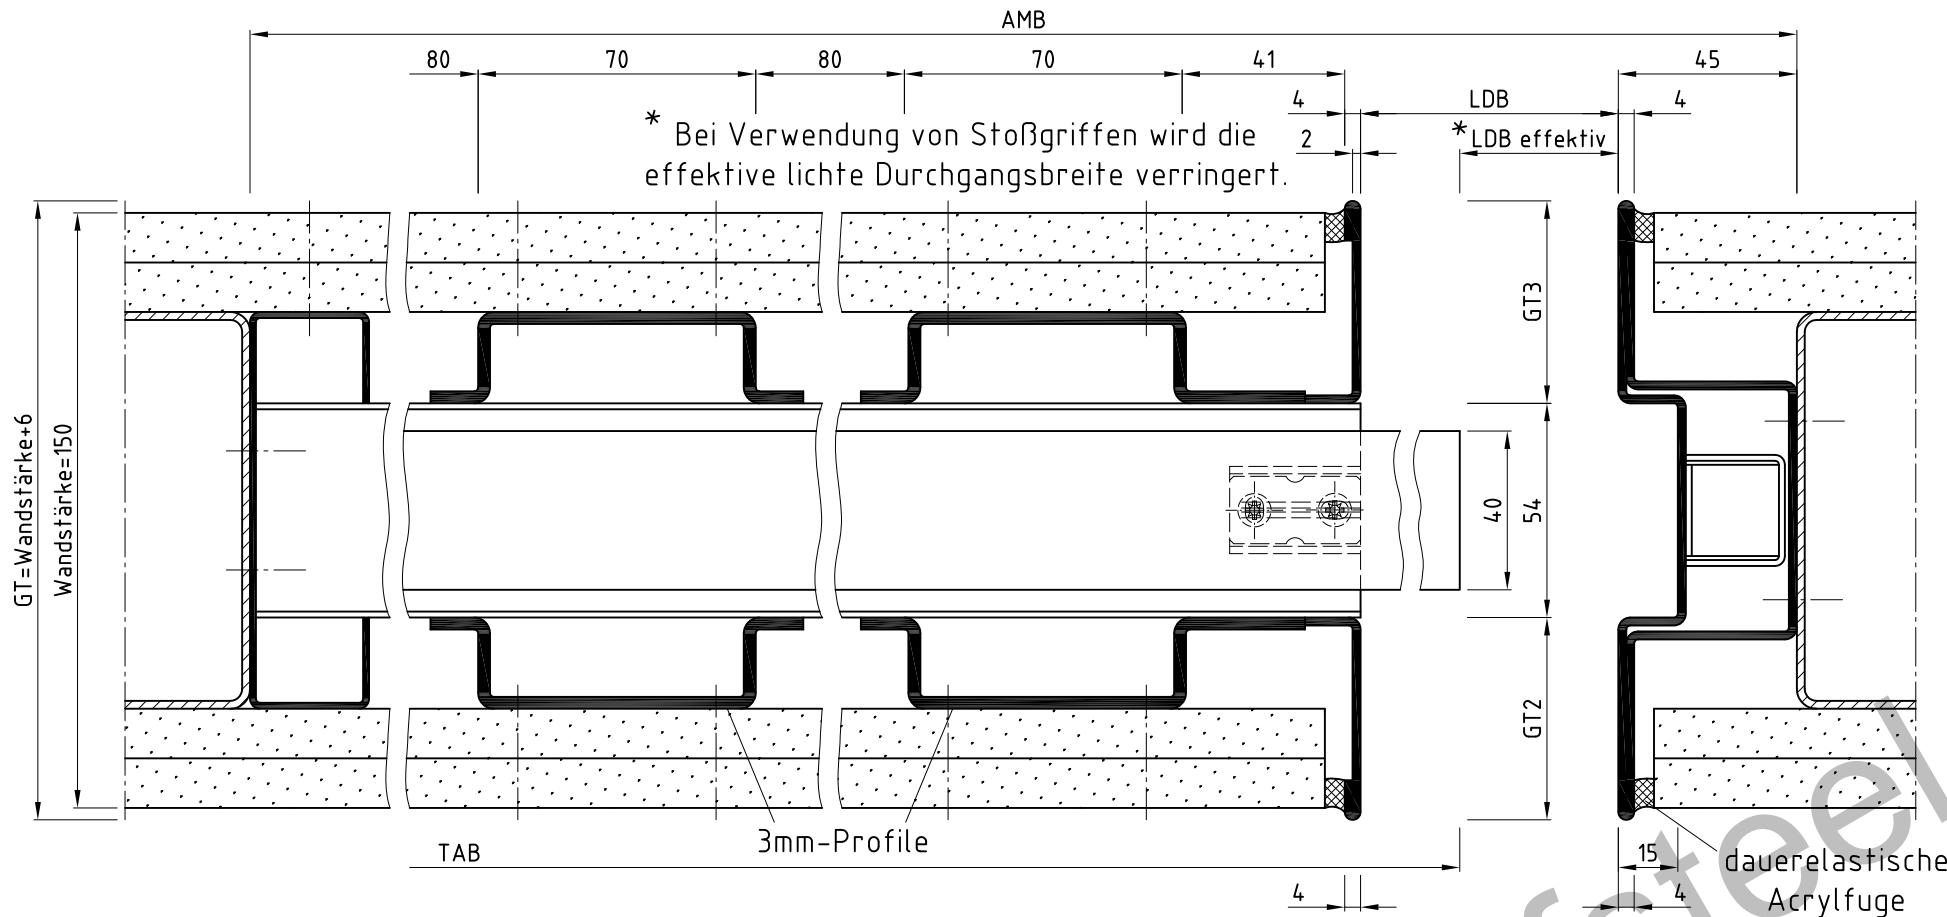 AMB
80
70
80
70
41
45
4
LDB
4
* Bei Verwendung von Stoßgriffen wird die
effektive lichte Durchgangsbreite verringert.
2
*LDB effektiv
GT=Wandstärke+6
Wandstärke=150
GT3
40
54
GT2
3mm-Profile
TAB
15
dauerelastische
Acrylfuge
4
4